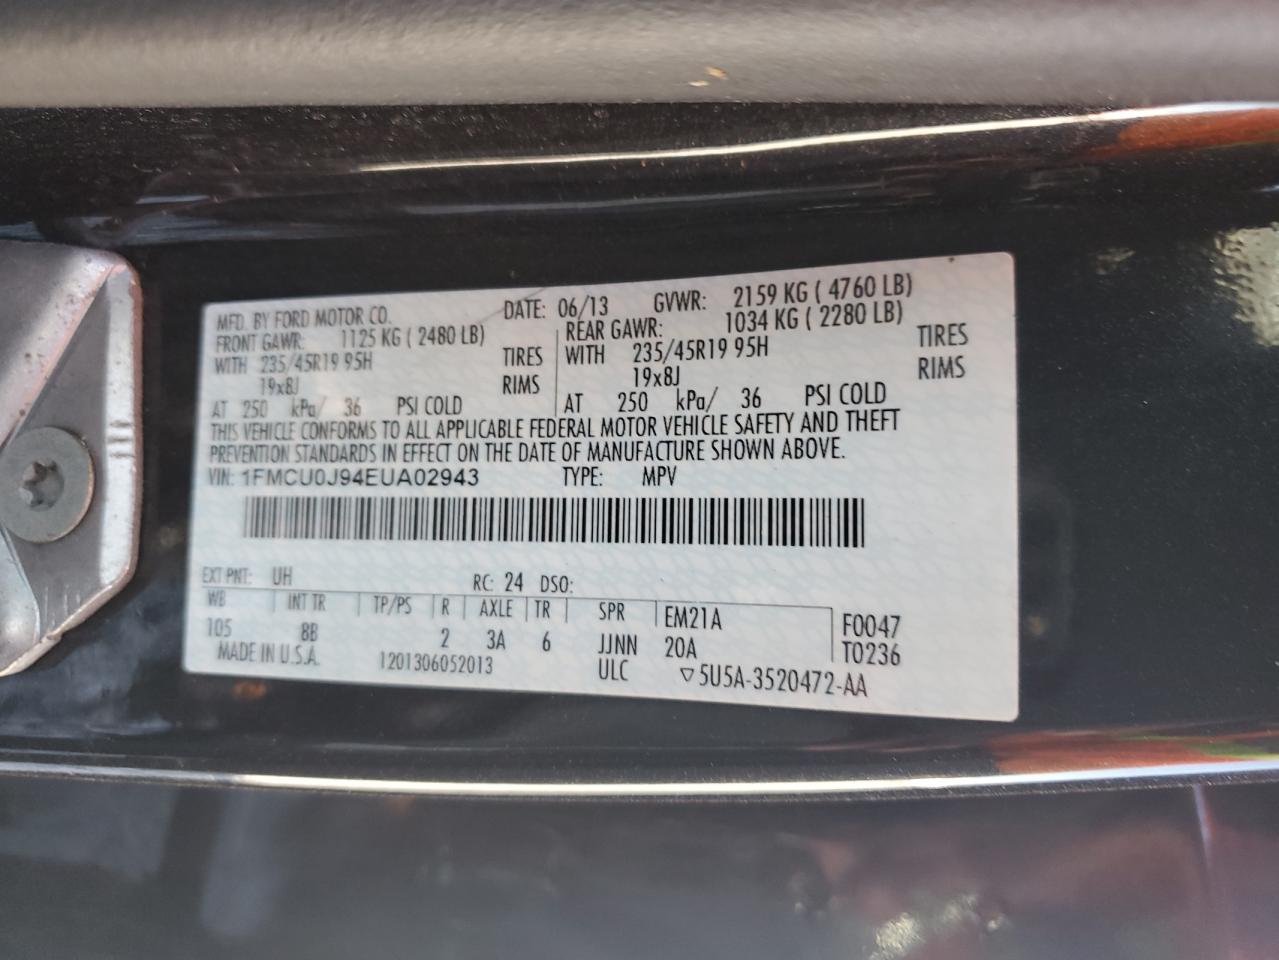 MFD. BY FORD MOTOR CO. DATE: 06/13 GVWR: 2159 KG ( 4760 LB)
FRONT GAWR: 1125 KG ( 2480 LB) REAR GAWR: 1034 KG ( 2280 LB)
WITH 235/45R19 95H TIRES WITH 235/45R19 95H TIRES
19x8J RIMS 19x8J RIMS
AT 250 kPa/ 36 PSI COLD AT 250 kPa/ 36 PSI COLD
THIS VEHICLE CONFORMS TO ALL APPLICABLE FEDERAL MOTOR VEHICLE SAFETY AND THEFT
PREVENTION STANDARDS IN EFFECT ON THE DATE OF MANUFACTURE SHOWN ABOVE.
VIN: 1FMCU0J94EUA02943 TYPE: MPV
EXT PNT: UH RC: 24 DSO:
WB INT TR TP/PS R AXLE TR SPR EM21A F0047
105 8B 2 3A 6 JJNN 20A T0236
MADE IN U.S.A. 1201306052013 ULC ▽5U5A-3520472-AA